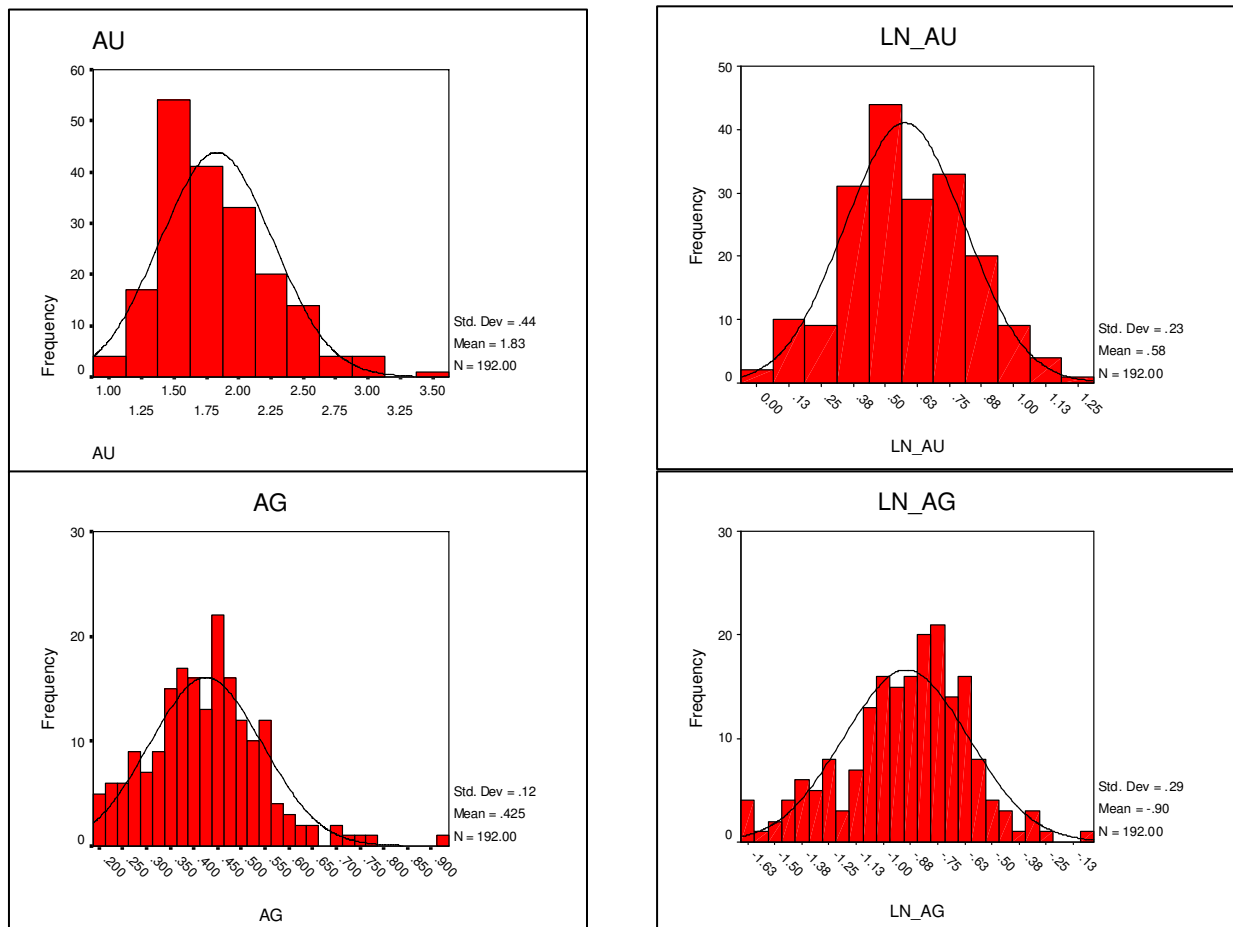 AU
60
50
40
30
20
10
0
Frequency
1.00 1.50 2.00 2.50 3.00 3.50
1.25 1.75 2.25 2.75 3.25
AU
Std. Dev = .44
Mean = 1.83
N = 192.00
LN_AU
50
40
30
20
10
0
Frequency
0.00 .13 .25 .38 .50 .63 .75 .88 1.00 1.13 1.25
LN_AU
Std. Dev = .23
Mean = .58
N = 192.00
AG
30
20
10
0
Frequency
.200 .250 .300 .350 .400 .450 .500 .550 .600 .650 .700 .750 .800 .850 .900
AG
Std. Dev = .12
Mean = .425
N = 192.00
LN_AG
30
20
10
0
Frequency
-1.63 -1.50 -1.38 -1.25 -1.13 -1.00 -.88 -.75 -.63 -.50 -.38 -.25 -.13
LN_AG
Std. Dev = .29
Mean = -.90
N = 192.00